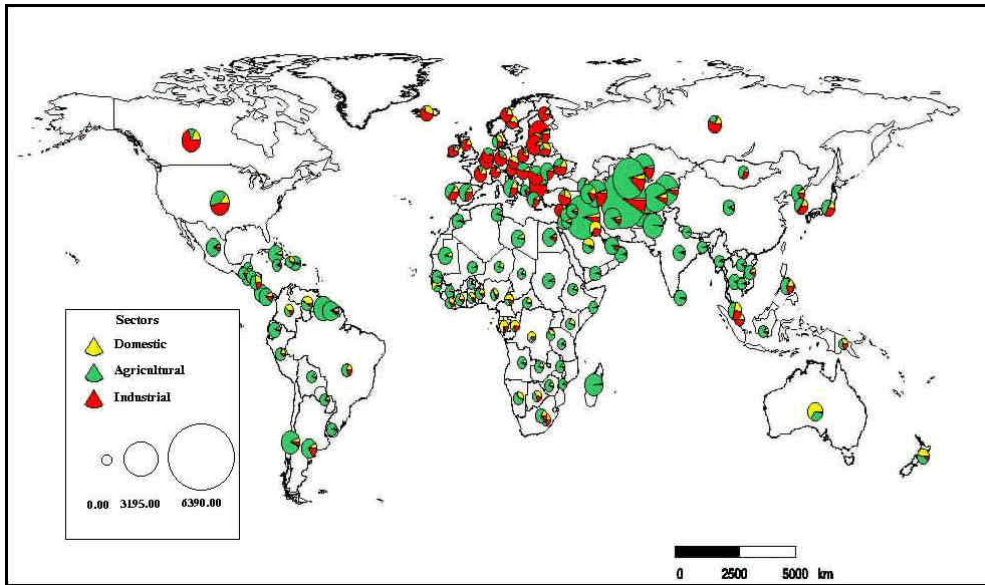 Sectors
Domestic
Agricultural
Industrial
0.00 3195.00 6390.00
0 2500 5000 km